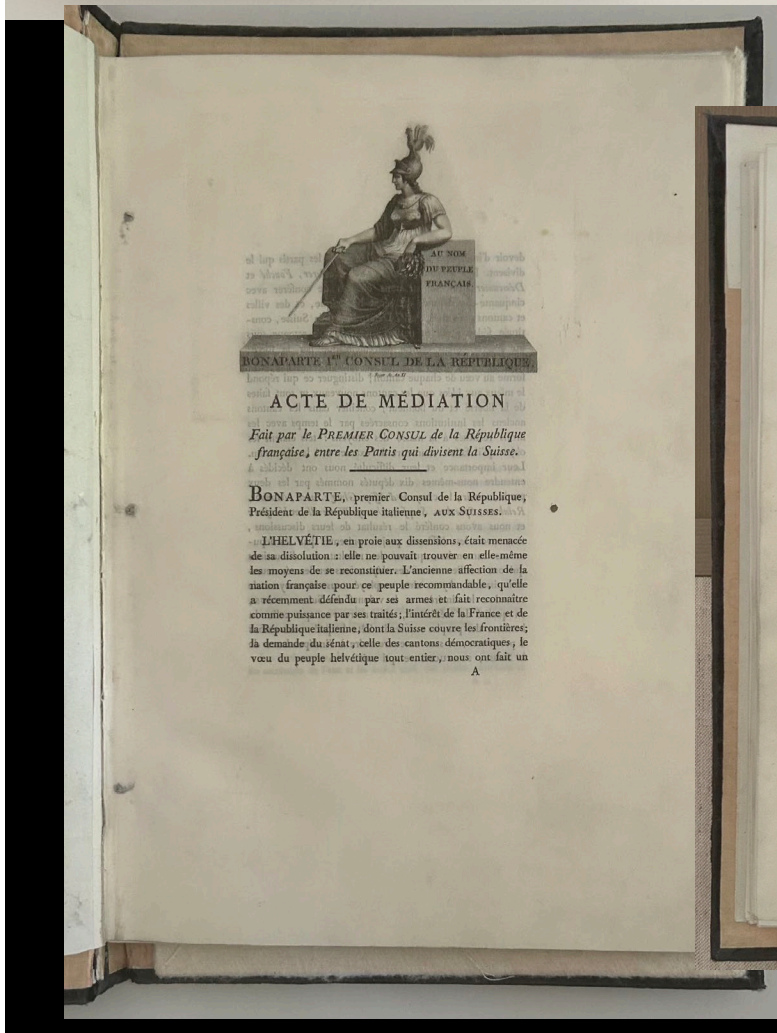 AU NOM
DU PEUPLE
FRANÇAIS.
BONAPARTE 1.ER CONSUL DE LA RÉPUBLIQUE.
ACTE DE MÉDIATION
Fait par le PREMIER CONSUL de la République
française, entre les Partis qui divisent la Suisse.
BONAPARTE, premier Consul de la République,
Président de la République italienne, AUX SUISSES.
L'HELVÉTIE, en proie aux dissensions, était menacée
de sa dissolution : elle ne pouvait trouver en elle-même
les moyens de se reconstituer. L'ancienne affection de la
nation française pour ce peuple recommandable, qu'elle
a récemment défendu par ses armes et fait reconnaître
comme puissance par ses traités; l'intérêt de la France et de
la République italienne, dont la Suisse couvre les frontières;
la demande du sénat, celle des cantons démocratiques, le
vœu du peuple helvétique tout entier, nous ont fait un
A